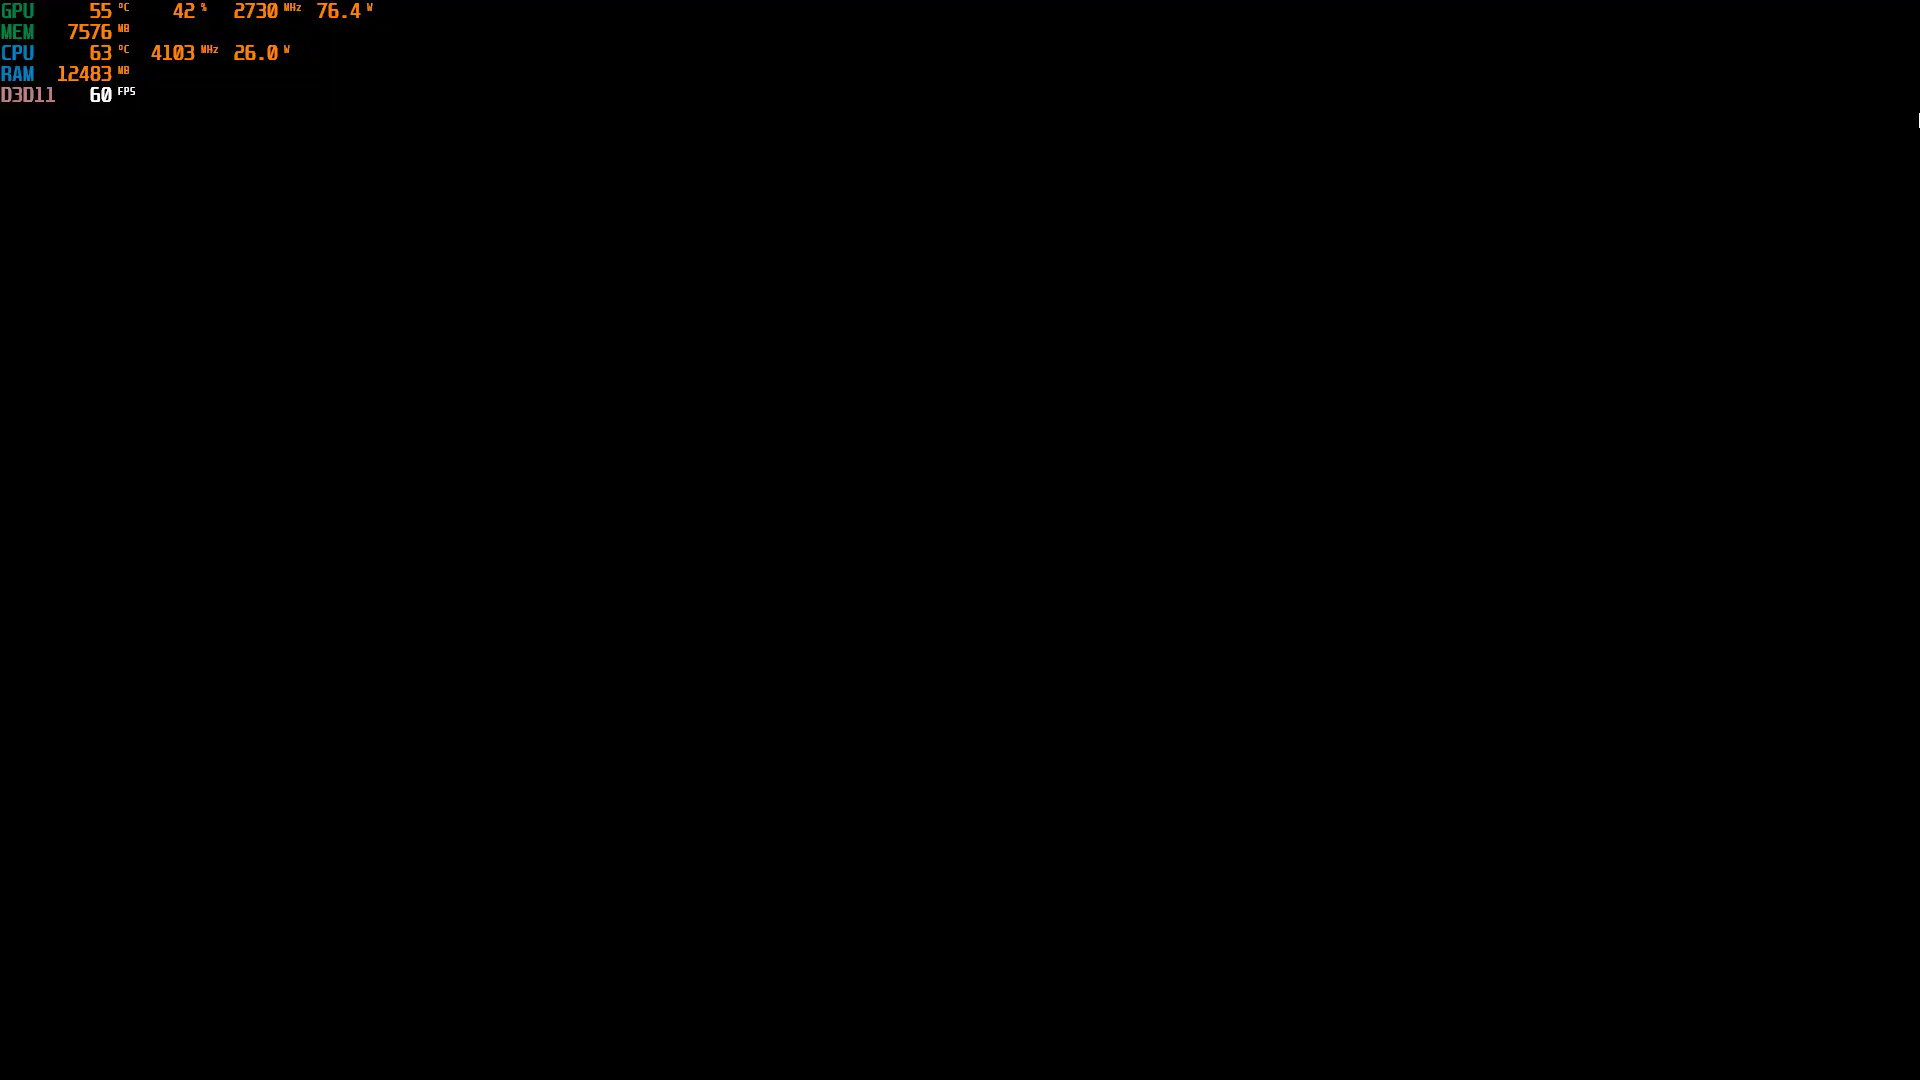 GPU 55 °C 42 % 2730 MHz 76.4 W
MEM 7576 MB
CPU 63 °C 4103 MHz 26.0 W
RAM 12483 MB
D3D11 60 FPS